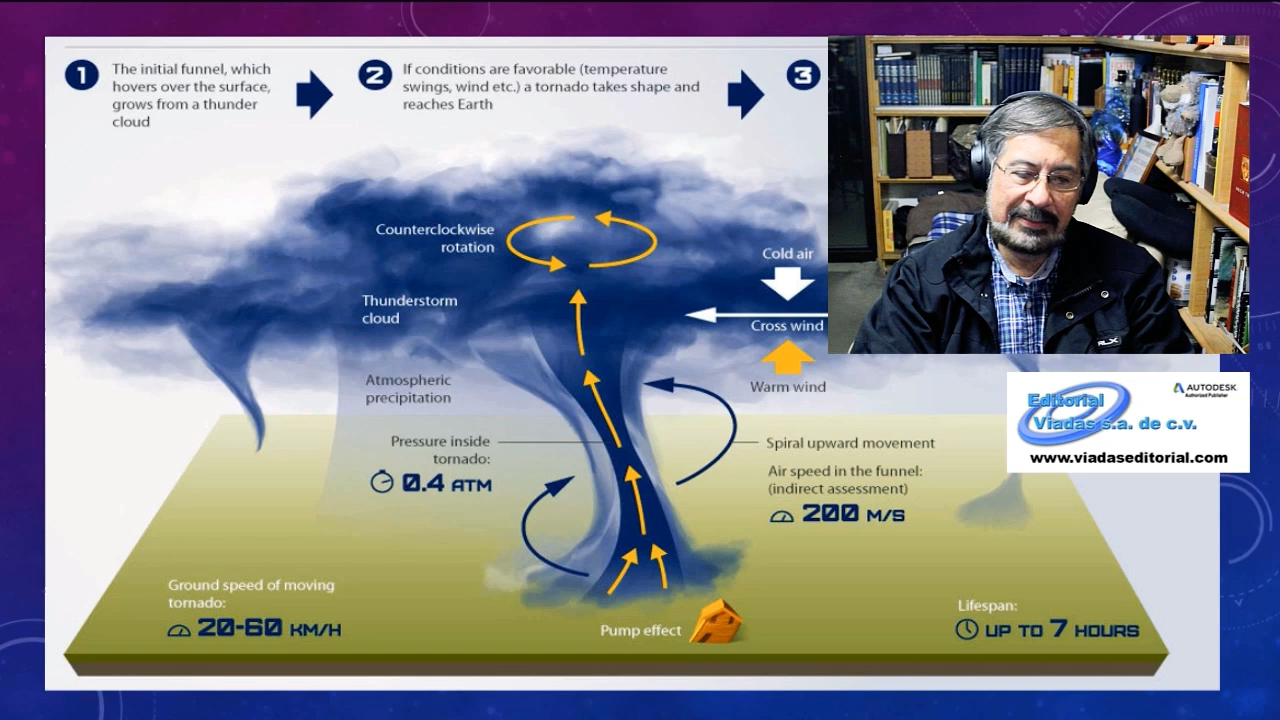 1
The initial funnel, which
hovers over the surface,
grows from a thunder
cloud
2
If conditions are favorable (temperature
swings, wind etc.) a tornado takes shape and
reaches Earth
3
Counterclockwise
rotation
Thunderstorm
cloud
Cold air
Cross wind
Warm wind
Atmospheric
precipitation
Pressure inside
tornado:
0.4 ATM
Spiral upward movement
Air speed in the funnel:
(indirect assessment)
200 M/S
Ground speed of moving
tornado:
20-60 KM/H
Pump effect
Lifespan:
UP TO 7 HOURS
AUTODESK
Authorized Publisher
Editorial
Viadas s.a. de c.v.
www.viadaseditorial.com